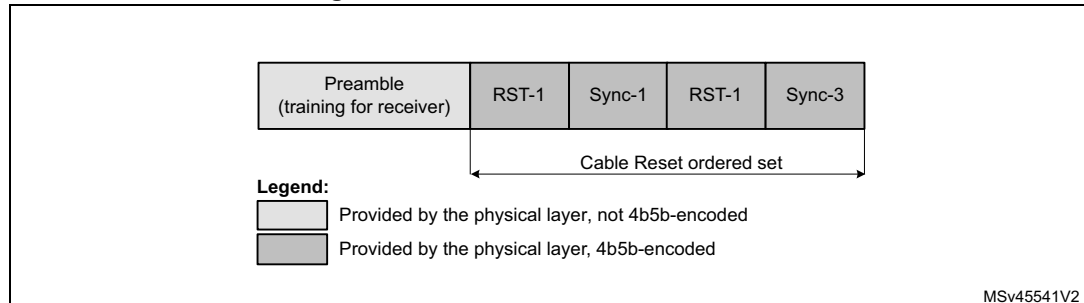 Preamble
(training for receiver)
RST-1
Sync-1
RST-1
Sync-3
Cable Reset ordered set
Legend:
Provided by the physical layer, not 4b5b-encoded
Provided by the physical layer, 4b5b-encoded
MSv45541V2